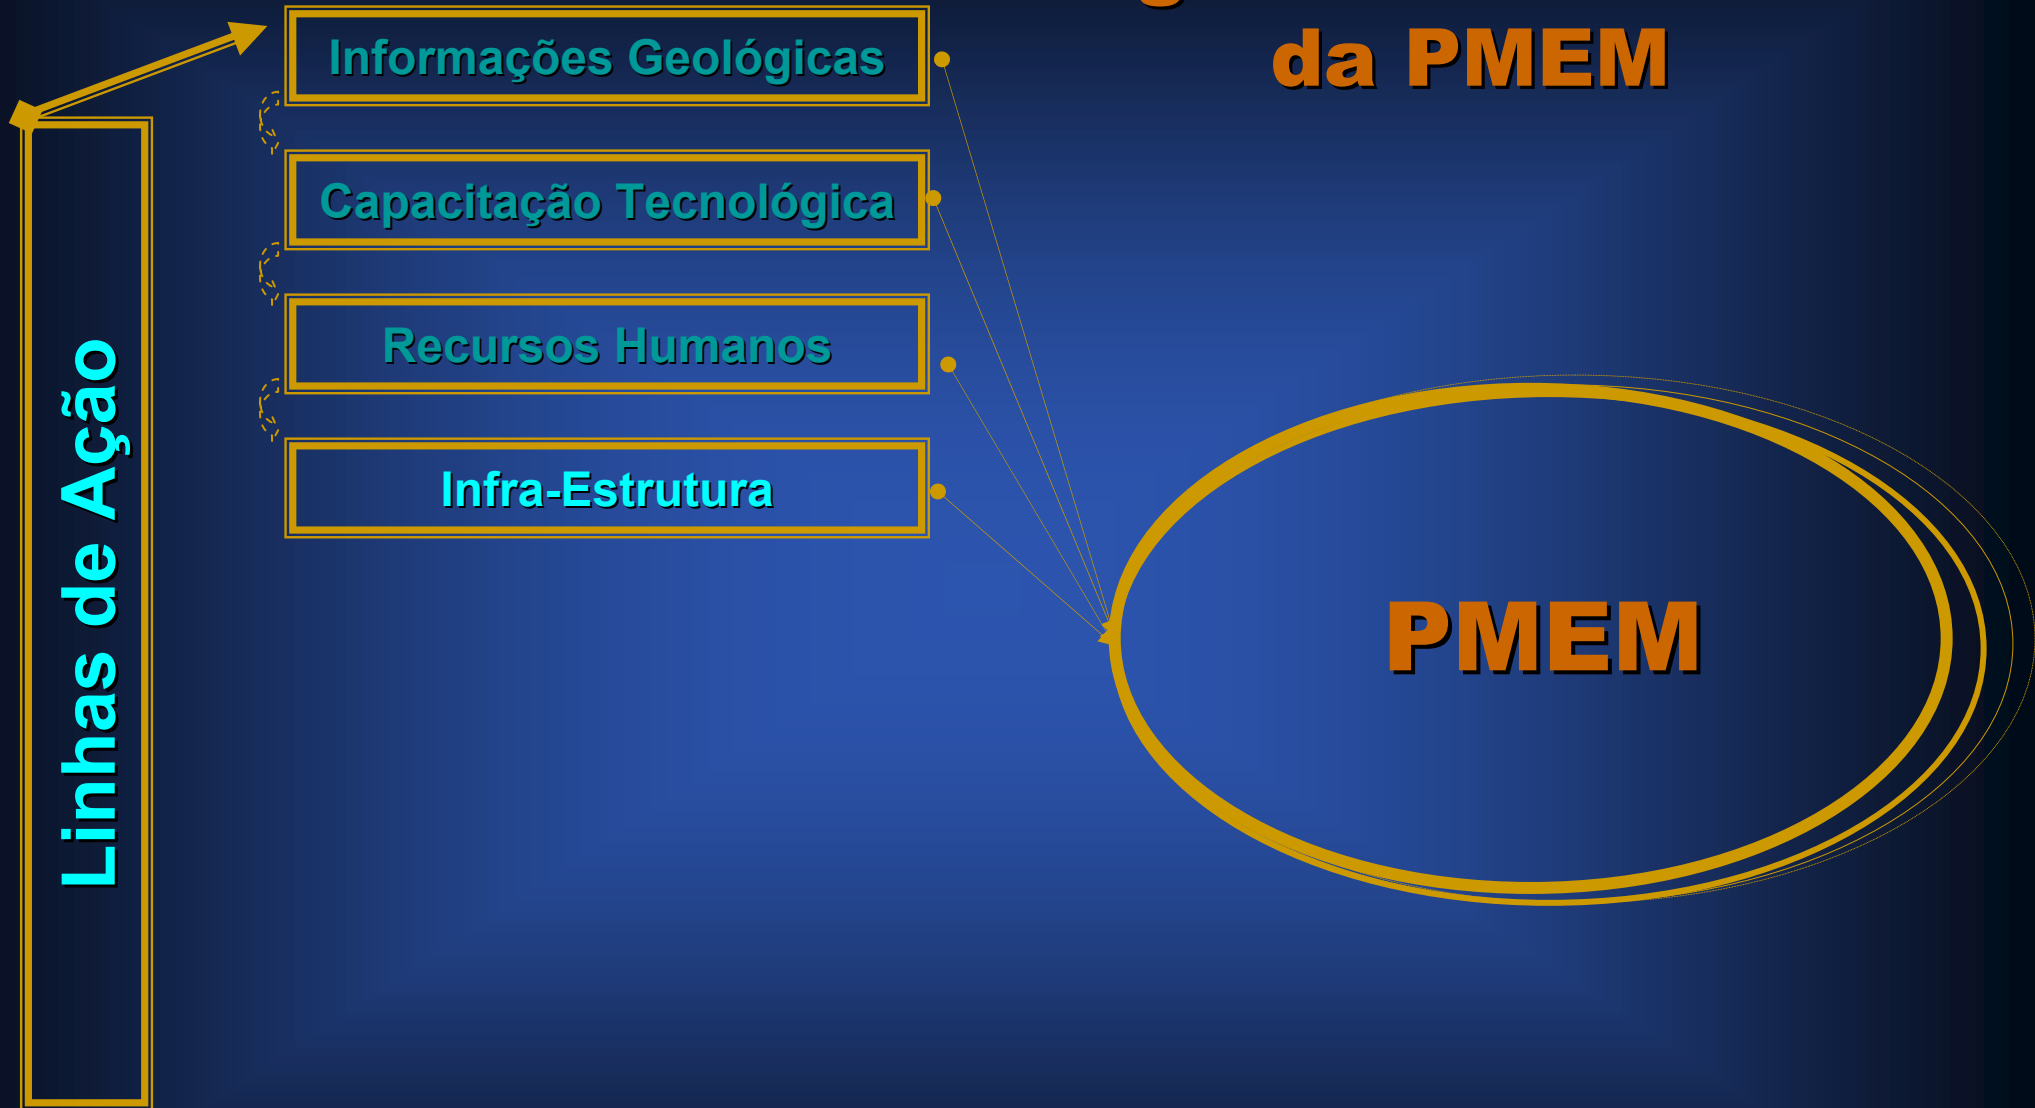 da PMEM
Informações Geológicas
Capacitação Tecnológica
Recursos Humanos
Infra-Estrutura
Linhas de Ação
PMEM